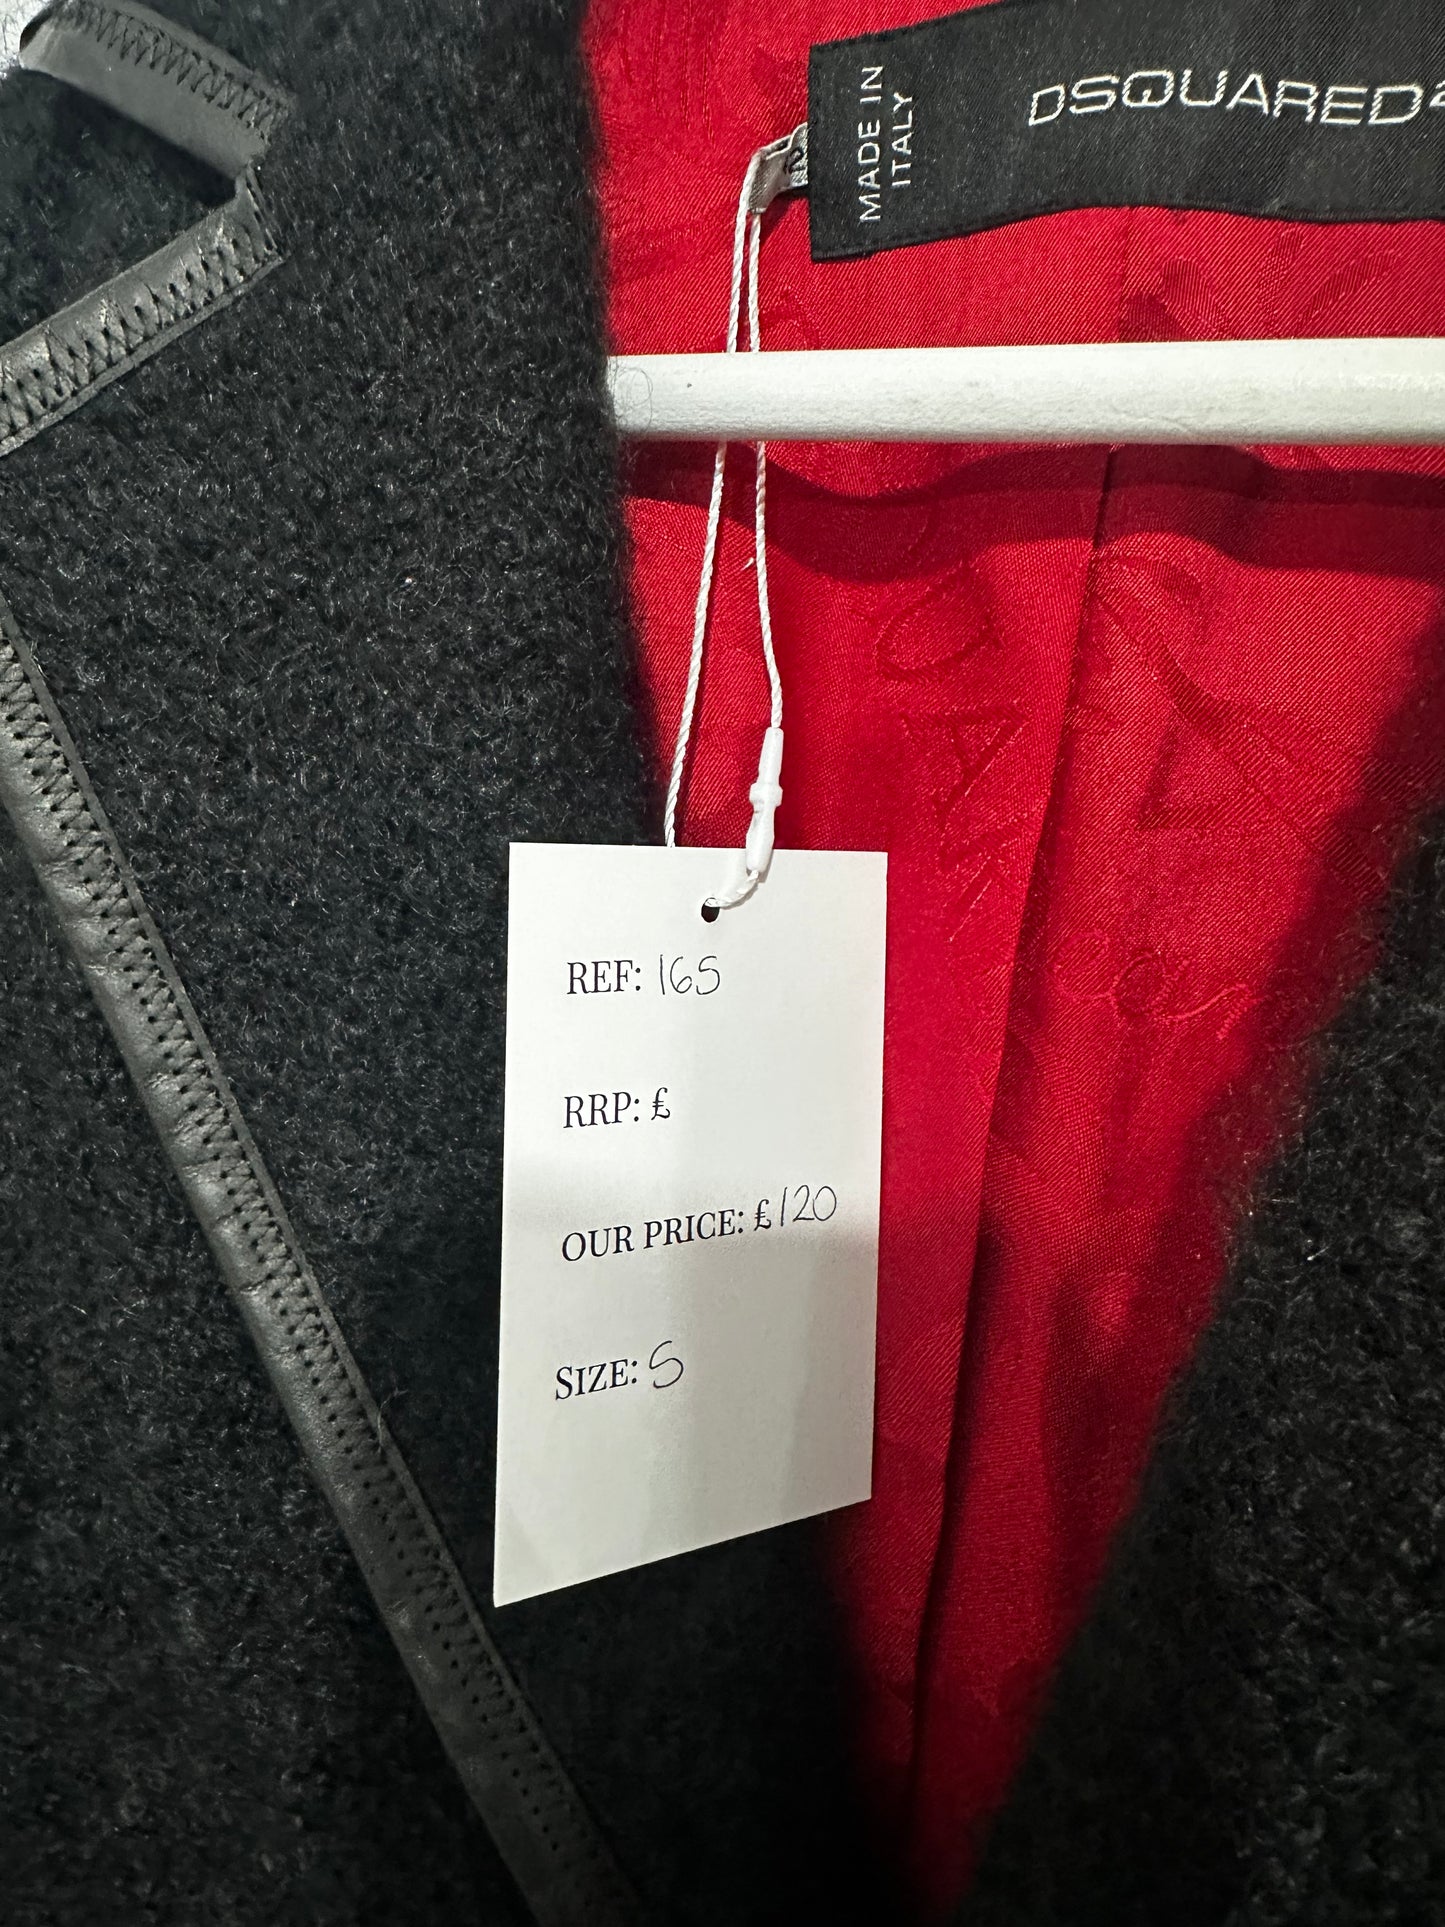 MADE IN
ITALY
DSQUARED2
REF: 165
RRP: £
OUR PRICE: £120
SIZE: S